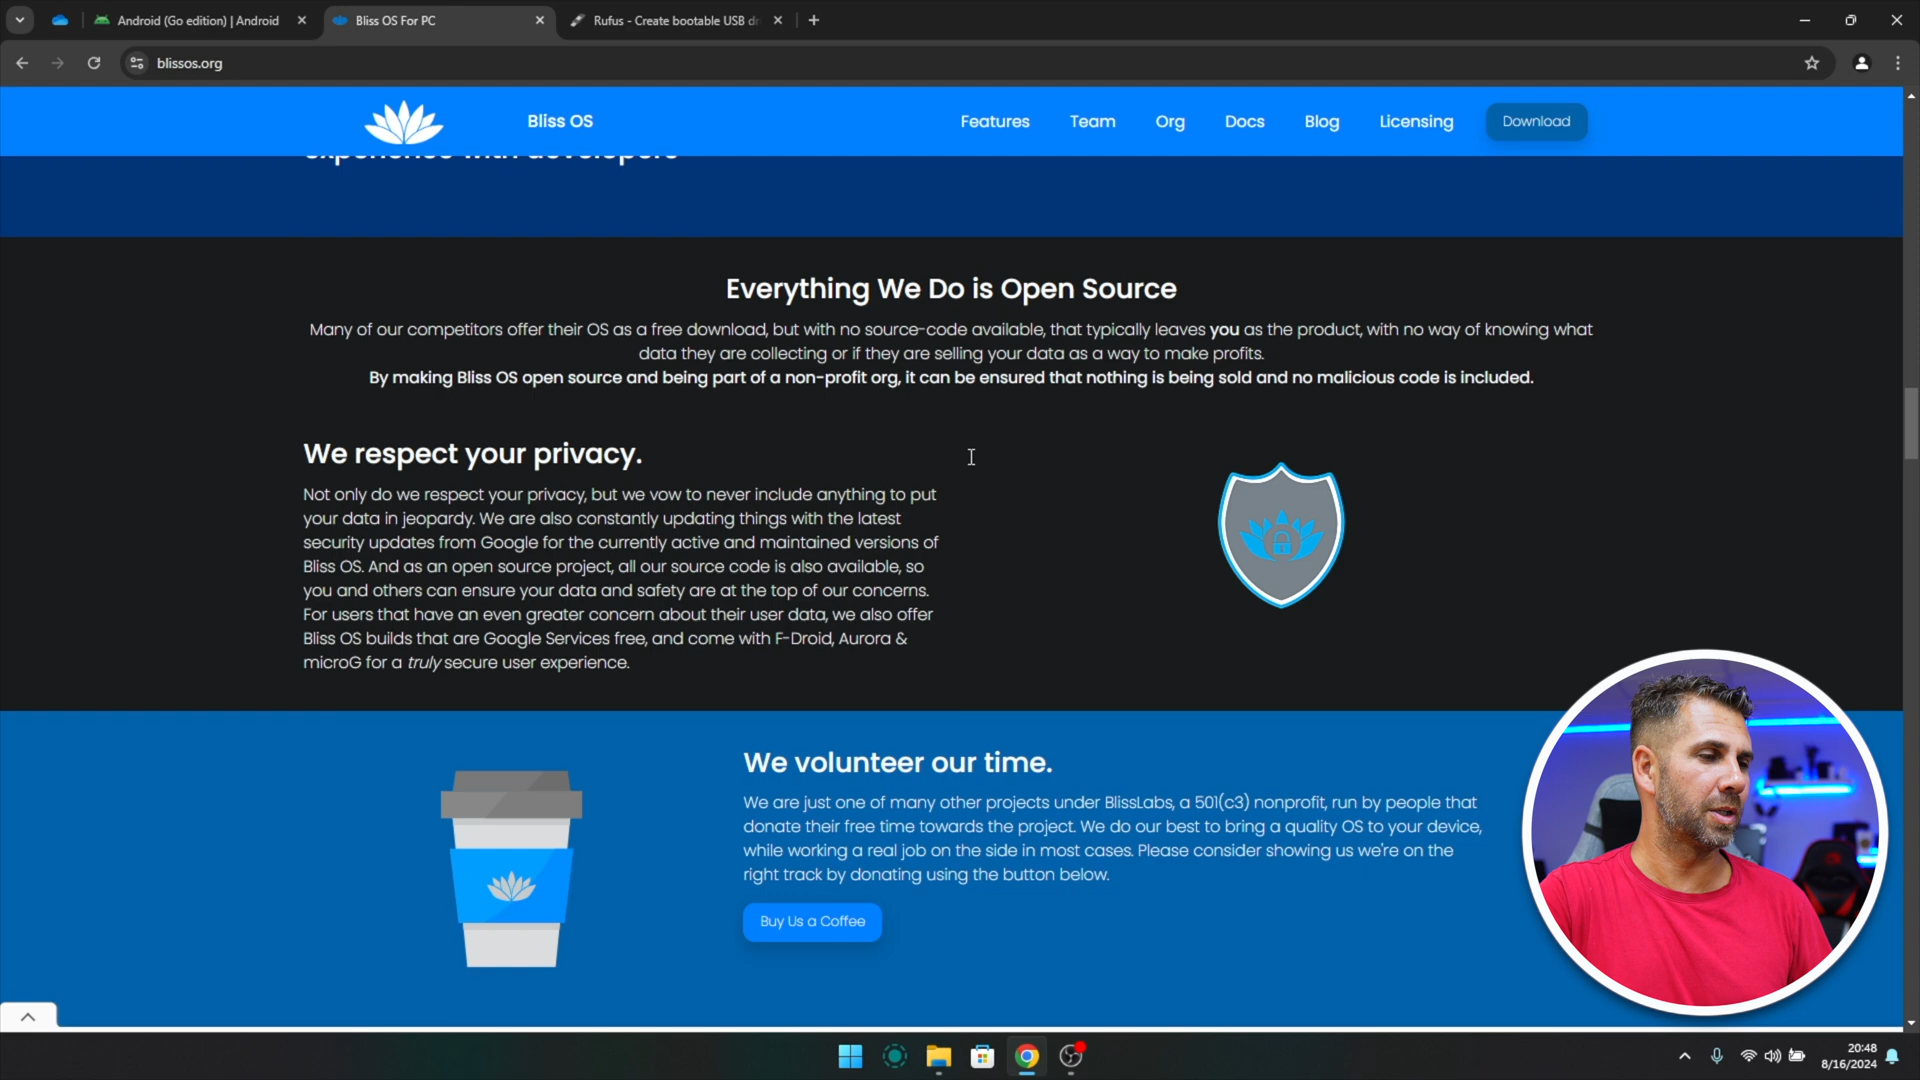 Android (Go edition) | Android
Bliss OS For PC
Rufus - Create bootable USB dr
blissos.org
Bliss OS
Features
Team
Org
Docs
Blog
Licensing
Download
experience with developers
Everything We Do is Open Source
Many of our competitors offer their OS as a free download, but with no source-code available, that typically leaves you as the product, with no way of knowing what
data they are collecting or if they are selling your data as a way to make profits.
By making Bliss OS open source and being part of a non-profit org, it can be ensured that nothing is being sold and no malicious code is included.
We respect your privacy.
Not only do we respect your privacy, but we vow to never include anything to put
your data in jeopardy. We are also constantly updating things with the latest
security updates from Google for the currently active and maintained versions of
Bliss OS. And as an open source project, all our source code is also available, so
you and others can ensure your data and safety are at the top of our concerns.
For users that have an even greater concern about their user data, we also offer
Bliss OS builds that are Google Services free, and come with F-Droid, Aurora &
microG for a truly secure user experience.
We volunteer our time.
We are just one of many other projects under BlissLabs, a 501(c3) nonprofit, run by people that
donate their free time towards the project. We do our best to bring a quality OS to your device,
while working a real job on the side in most cases. Please consider showing us we're on the
right track by donating using the button below.
Buy Us a Coffee
20:48
8/16/2024